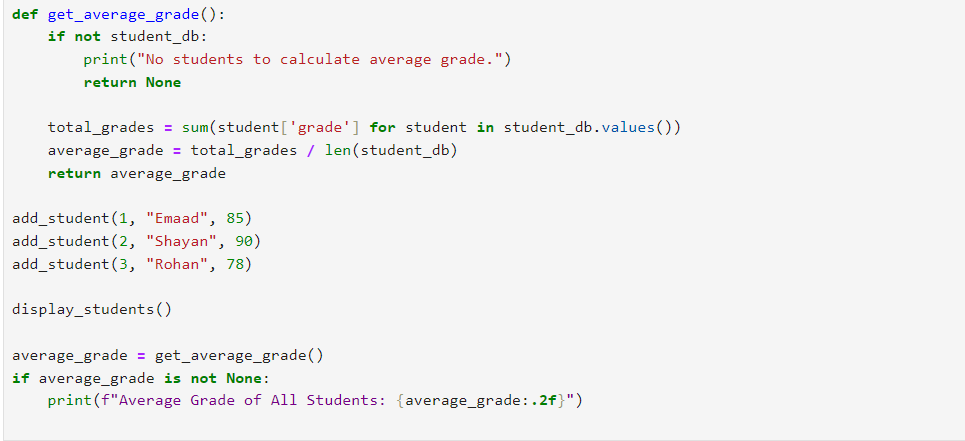 def get_average_grade():
    if not student_db:
        print("No students to calculate average grade.")
        return None

    total_grades = sum(student['grade'] for student in student_db.values())
    average_grade = total_grades / len(student_db)
    return average_grade

add_student(1, "Emaad", 85)
add_student(2, "Shayan", 90)
add_student(3, "Rohan", 78)

display_students()

average_grade = get_average_grade()
if average_grade is not None:
    print(f"Average Grade of All Students: {average_grade:.2f}")